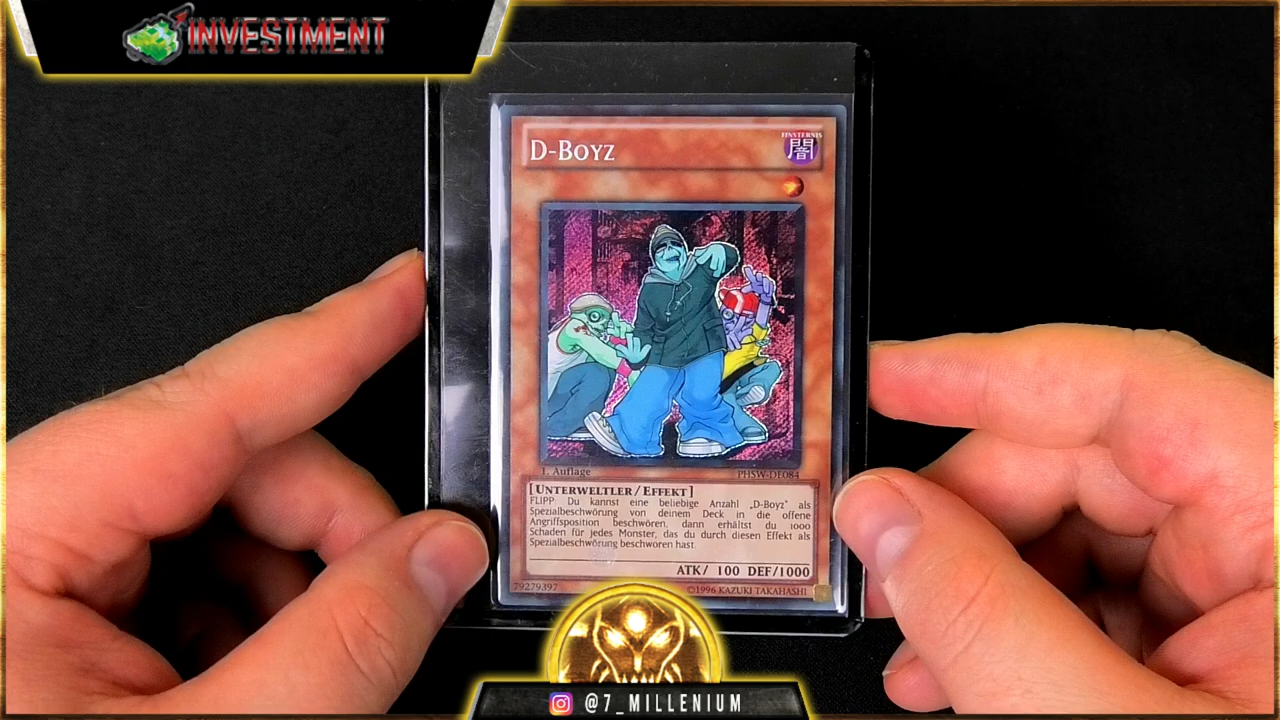 INVESTMENT
D-BOYZ
FINSTERNIS
闇
1. Auflage
PHSW-DE084
[UNTERWELTLER/EFFEKT]
FLIPP: Du kannst eine beliebige Anzahl „D-Boyz" als
Spezialbeschwörung von deinem Deck in die offene
Angriffsposition beschwören, dann erhältst du 1000
Schaden für jedes Monster, das du durch diesen Effekt als
Spezialbeschwörung beschworen hast.
ATK/ 100 DEF/1000
79279397
©1996 KAZUKI TAKAHASHI
@7_MILLENIUM